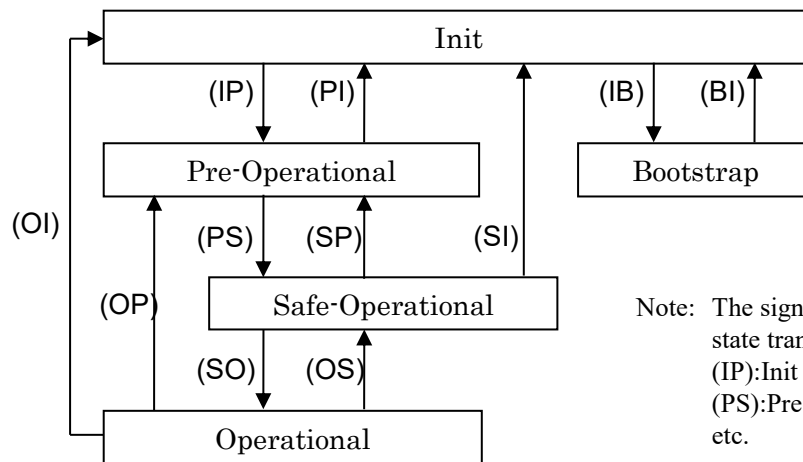 Init
(IP) (PI) (IB) (BI)
Pre-Operational Bootstrap
(OI) (PS) (SP) (SI)
(OP) Safe-Operational
Note: The sign
state tran
(SO) (OS) (IP):Init
(PS):Pre
Operational etc.